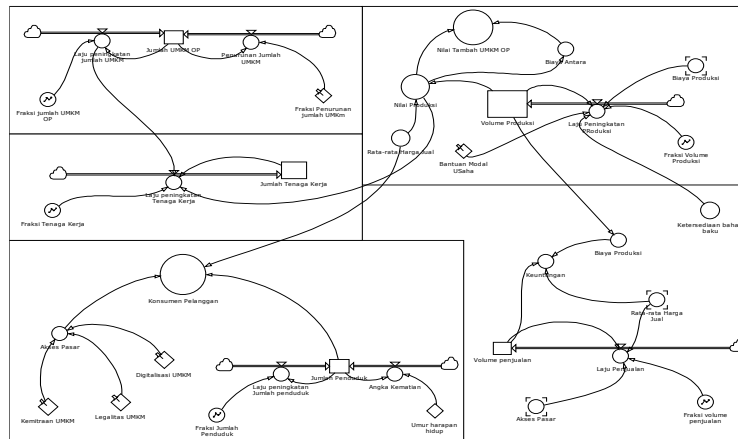 Laju peningkatan
jumlah UMKM
Jumlah UMKM OP
Penurunan Jumlah
UMKM
Fraksi jumlah UMKM
OP
Fraksi Penurunan
jumlah UMKm
Nilai Tambah UMKM OP
Biaya Antara
Biaya Produksi
Nilai Produksi
Volume Produksi
Laju Peningkatan
PRoduksi
Rata-rata Harga Jual
Bantuan Modal
USaha
Fraksi Volume
Produksi
Jumlah Tenaga Kerja
Laju peningkatan
Tenaga Kerja
Fraksi Tenaga Kerja
Ketersediaan baha
baku
Biaya Produksi
Keuntungan
Konsumen Pelanggan
Rata-rata Harga
Jual
Akses Pasar
Volume penjualan
Laju Penjualan
Digitalisasi UMKM
Laju peningkatan
Jumlah penduduk
Jumlah Penduduk
Angka Kematian
Kemitraan UMKM
Legalitas UMKM
Fraksi Jumlah
Penduduk
Umur harapan
hidup
Akses Pasar
Fraksi volume
penjualan